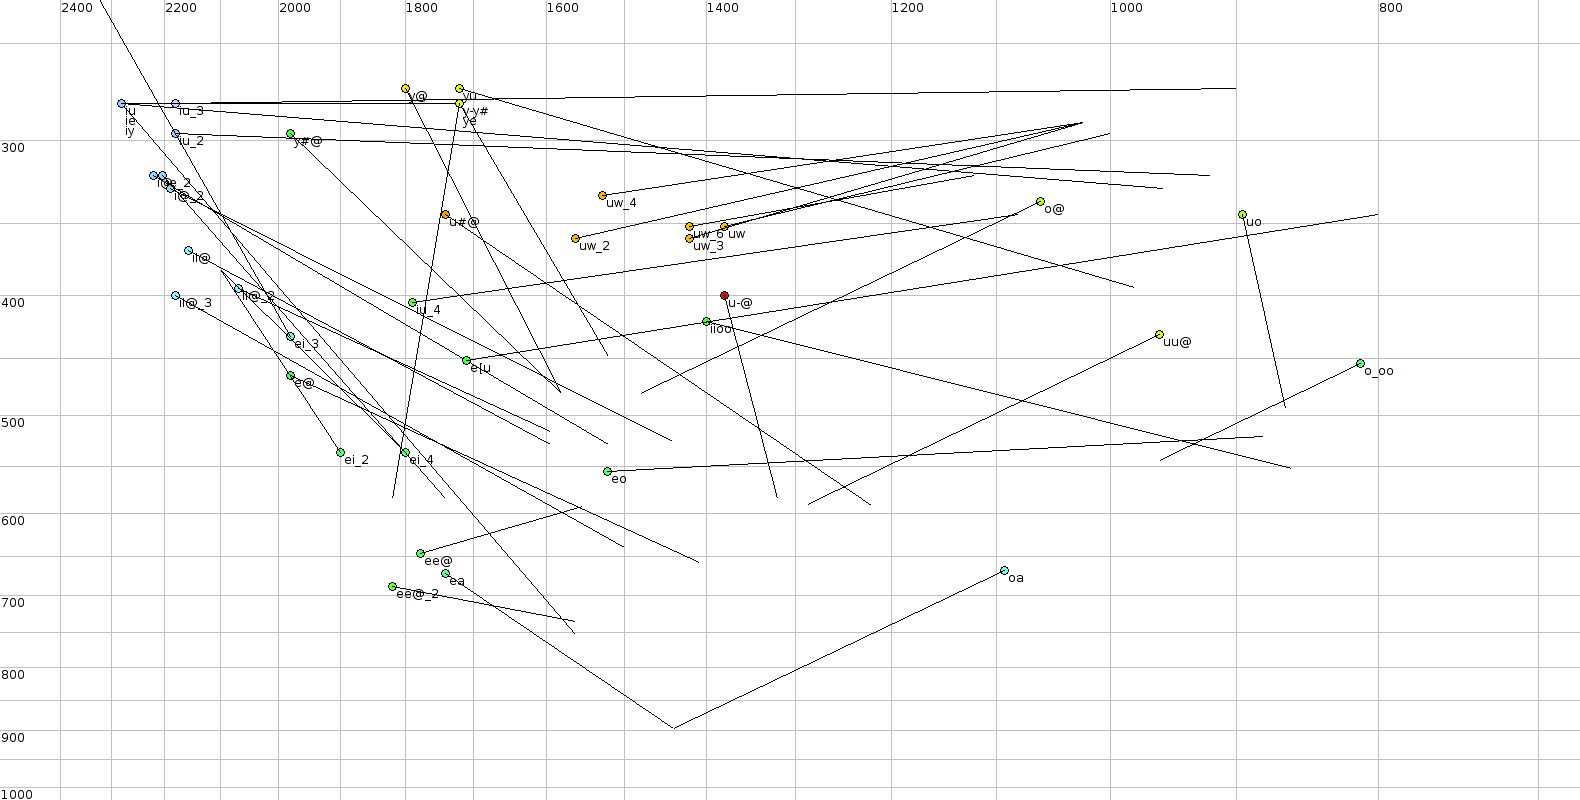 2400 2200 2000 1800 1600 1400 1200 1000 800
y@ yu
iu iu_3 y-y#
ie ye
iy iu_2 y#@
300
i@_2
uw_4 o@
u#@ uo
uw_6 uw
uw_2 uw_3
ii@
ii@_2
400 ii@_3 u-@
iu_4
iioo
ei_3 uu@
e[u o_oo
e@
500
ei_2 ei_4
eo
600
ee@
oa
ea
700 ee@_2
800
900
1000